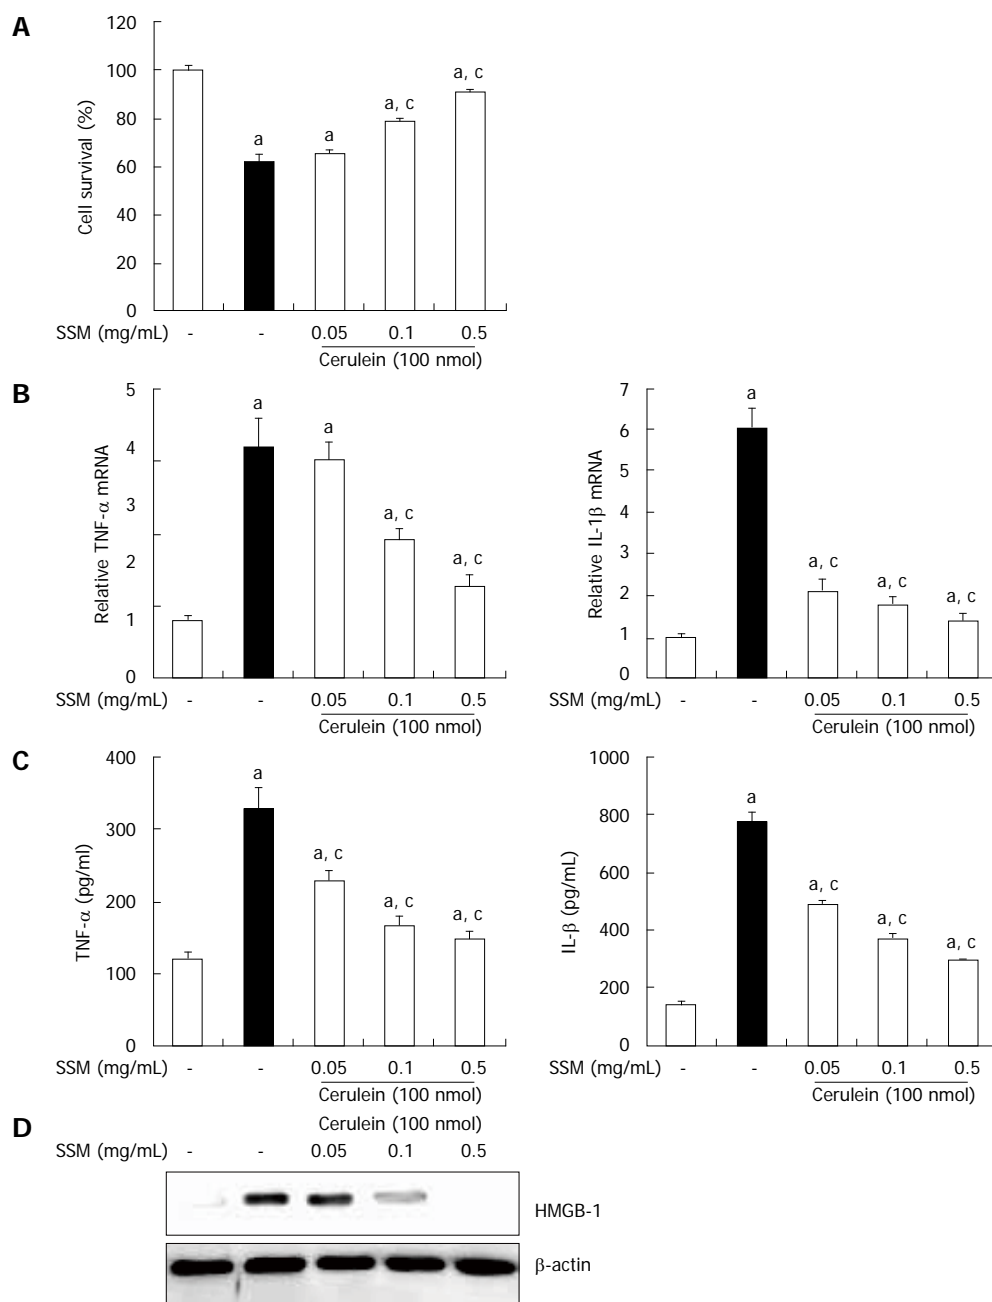 A
120
100
80
60
40
20
0
Cell survival (%)
a
a
a, c
a, c
SSM (mg/mL) - - 0.05 0.1 0.5
Cerulein (100 nmol)
B
5
4
3
2
1
0
Relative TNF-α mRNA
a
a
a, c
a, c
SSM (mg/mL) - - 0.05 0.1 0.5
Cerulein (100 nmol)
7
6
5
4
3
2
1
0
Relative IL-1β mRNA
a
a, c
a, c
a, c
SSM (mg/mL) - - 0.05 0.1 0.5
Cerulein (100 nmol)
C
400
300
200
100
0
TNF-α (pg/ml)
a
a, c
a, c
a, c
SSM (mg/mL) - - 0.05 0.1 0.5
Cerulein (100 nmol)
1000
800
600
400
200
0
IL-β (pg/mL)
a
a, c
a, c
a, c
SSM (mg/mL) - - 0.05 0.1 0.5
Cerulein (100 nmol)
D
Cerulein (100 nmol)
SSM (mg/mL) - - 0.05 0.1 0.5
HMGB-1
β-actin